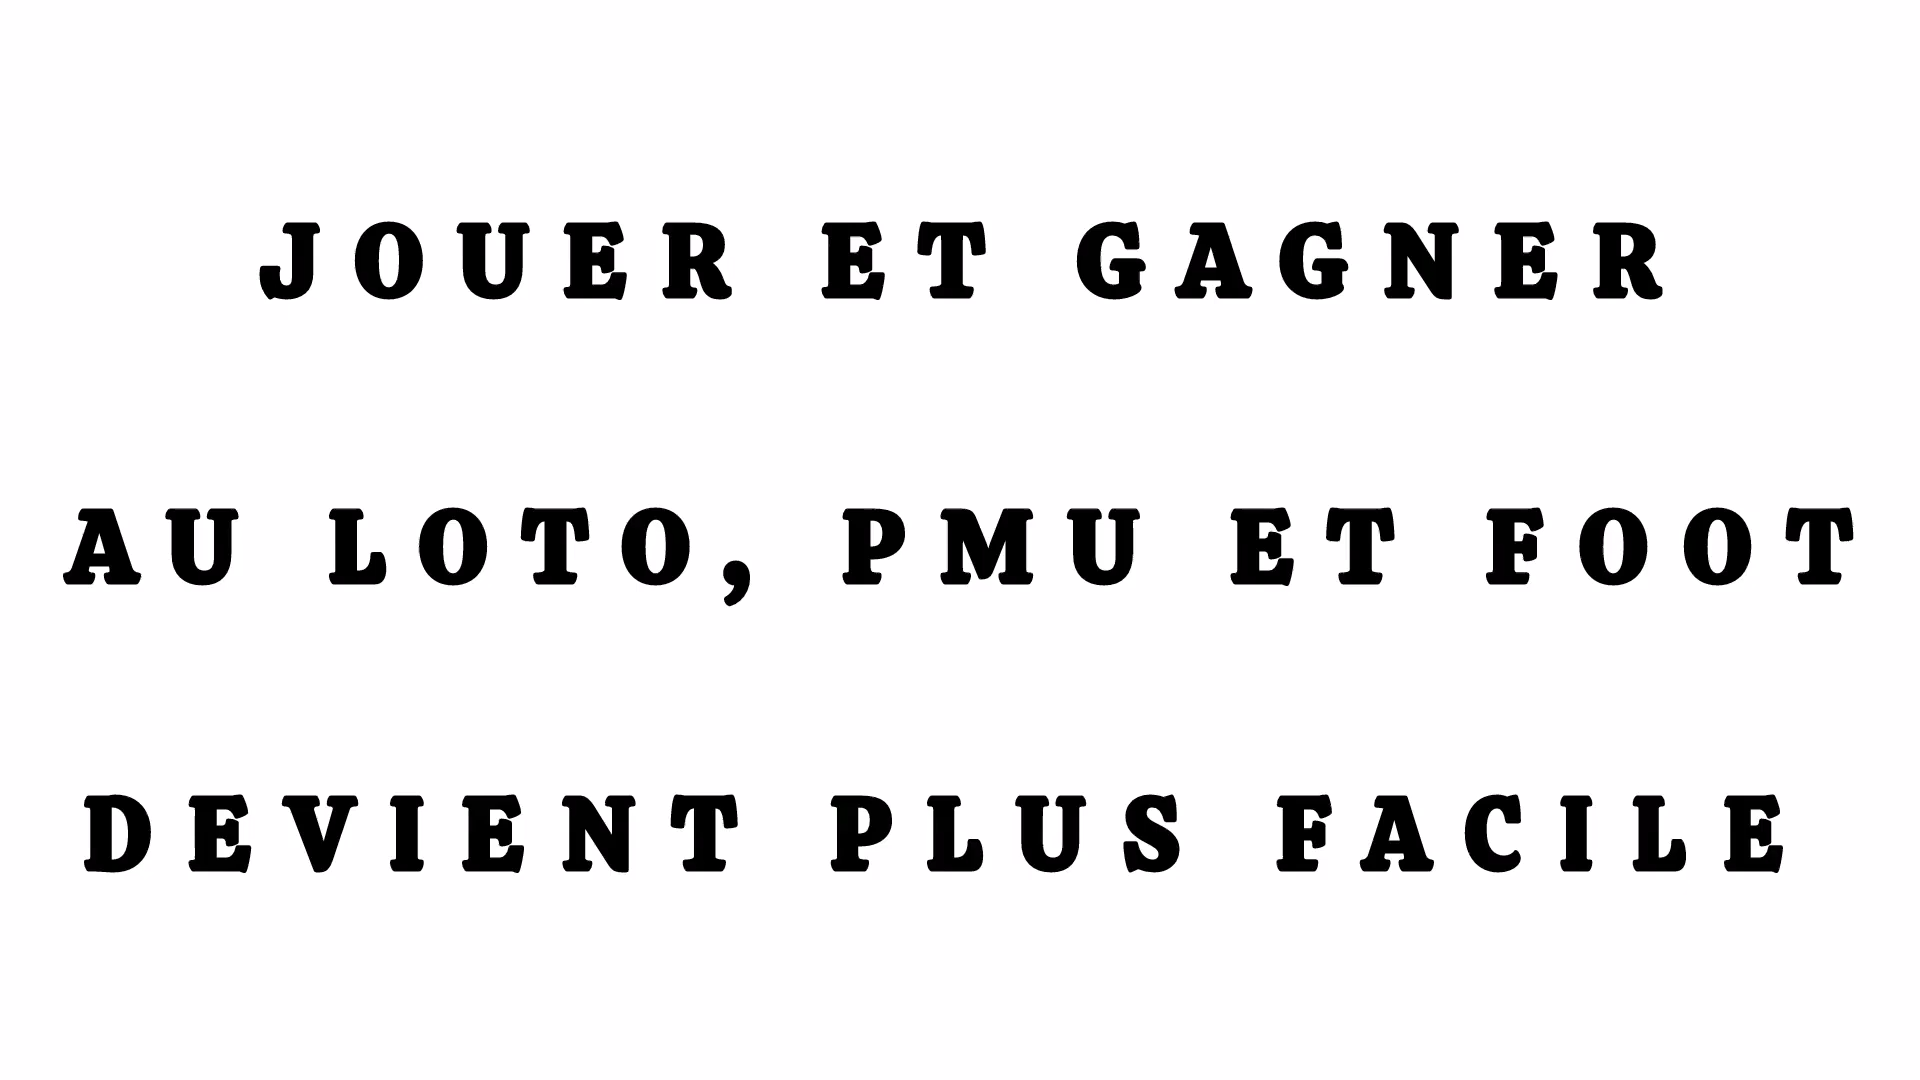 JOUER ET GAGNER
AU LOTO, PMU ET FOOT
DEVIENT PLUS FACILE